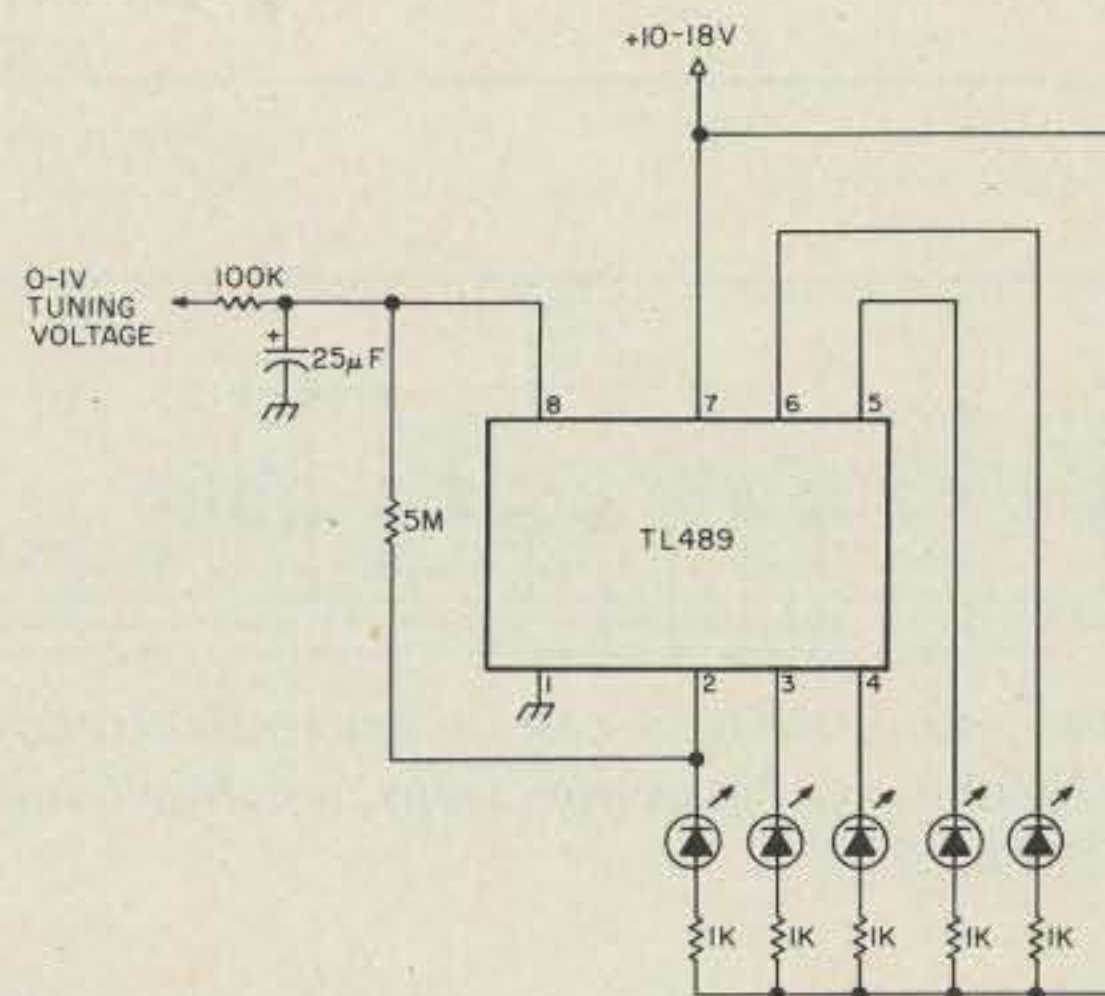 +10-18V
0-1V
TUNING
VOLTAGE
100K
+
25μF
8
7
6
5
5M
TL489
1
2
3
4
1K
1K
1K
1K
1K